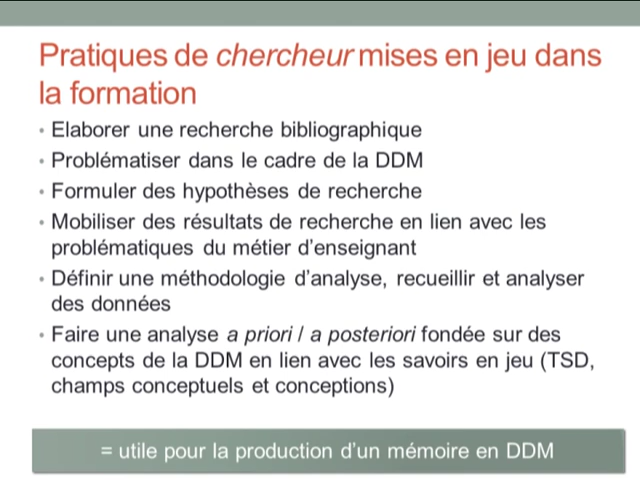 Pratiques de chercheur mises en jeu dans
la formation
• Elaborer une recherche bibliographique
• Problématiser dans le cadre de la DDM
• Formuler des hypothèses de recherche
• Mobiliser des résultats de recherche en lien avec les
problématiques du métier d'enseignant
• Définir une méthodologie d'analyse, recueillir et analyser
des données
• Faire une analyse a priori / a posteriori fondée sur des
concepts de la DDM en lien avec les savoirs en jeu (TSD,
champs conceptuels et conceptions)
= utile pour la production d'un mémoire en DDM